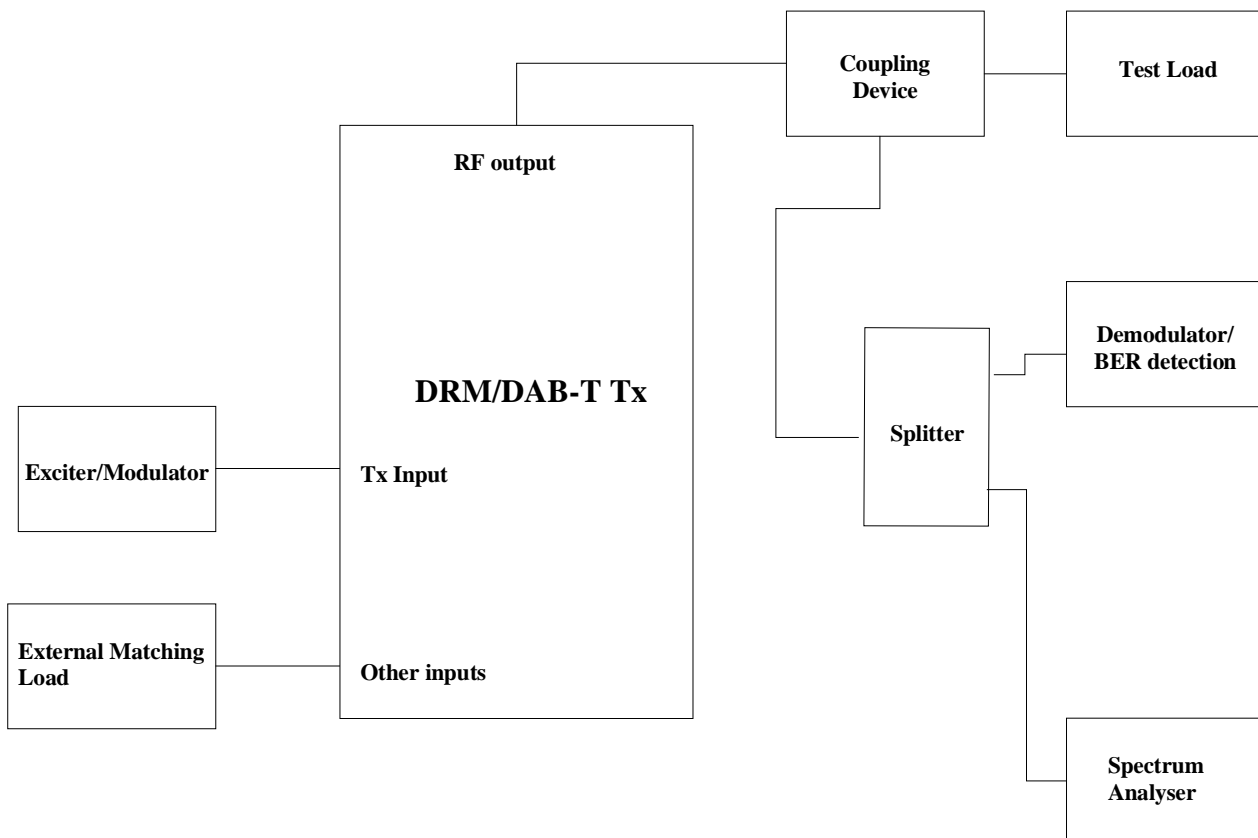 Coupling
Device
Test Load
RF output
Demodulator/
BER detection
DRM/DAB-T Tx
Splitter
Exciter/Modulator
Tx Input
External Matching
Load
Other inputs
Spectrum
Analyser